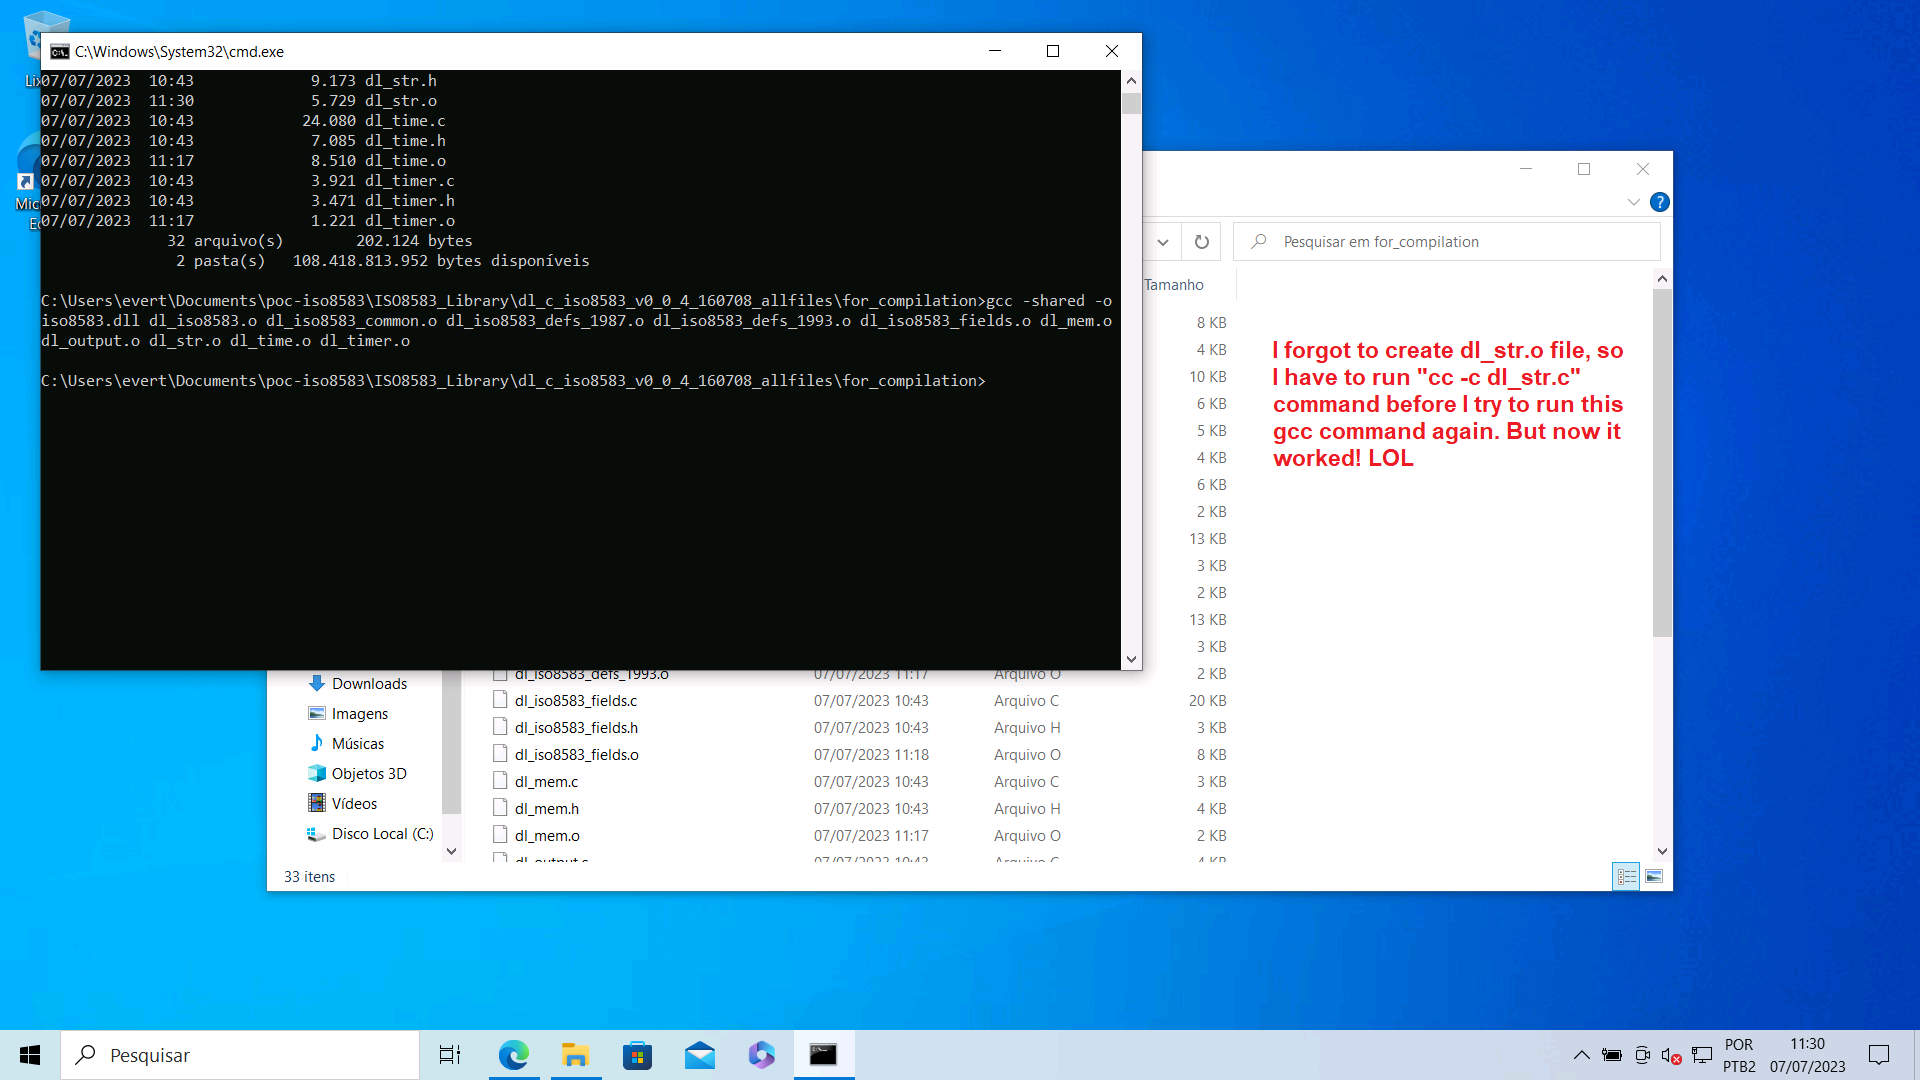 C:\Windows\System32\cmd.exe
07/07/2023  10:43             9.173 dl_str.h
07/07/2023  11:30             5.729 dl_str.o
07/07/2023  10:43            24.080 dl_time.c
07/07/2023  10:43             7.085 dl_time.h
07/07/2023  11:17             8.510 dl_time.o
07/07/2023  10:43             3.921 dl_timer.c
07/07/2023  10:43             3.471 dl_timer.h
07/07/2023  11:17             1.221 dl_timer.o
32 arquivo(s)        202.124 bytes
2 pasta(s)   108.418.813.952 bytes disponíveis
C:\Users\evert\Documents\poc-iso8583\ISO8583_Library\dl_c_iso8583_v0_0_4_160708_allfiles\for_compilation>gcc -shared -o
iso8583.dll dl_iso8583.o dl_iso8583_common.o dl_iso8583_defs_1987.o dl_iso8583_defs_1993.o dl_iso8583_fields.o dl_mem.o
dl_output.o dl_str.o dl_time.o dl_timer.o
C:\Users\evert\Documents\poc-iso8583\ISO8583_Library\dl_c_iso8583_v0_0_4_160708_allfiles\for_compilation>
Pesquisar em for_compilation
Tamanho
8 KB
4 KB
10 KB
6 KB
5 KB
4 KB
6 KB
2 KB
13 KB
3 KB
2 KB
13 KB
3 KB
I forgot to create dl_str.o file, so
I have to run "cc -c dl_str.c"
command before I try to run this
gcc command again. But now it
worked! LOL
Downloads
Imagens
Músicas
Objetos 3D
Vídeos
Disco Local (C:)
dl_iso8583_defs_1993.o 07/07/2023 11:17 Arquivo O 2 KB
dl_iso8583_fields.c 07/07/2023 10:43 Arquivo C 20 KB
dl_iso8583_fields.h 07/07/2023 10:43 Arquivo H 3 KB
dl_iso8583_fields.o 07/07/2023 11:18 Arquivo O 8 KB
dl_mem.c 07/07/2023 10:43 Arquivo C 3 KB
dl_mem.h 07/07/2023 10:43 Arquivo H 4 KB
dl_mem.o 07/07/2023 11:17 Arquivo O 2 KB
dl_output.c 07/07/2023 10:43 Arquivo C 4 KB
33 itens
Pesquisar
POR
PTB2
11:30
07/07/2023